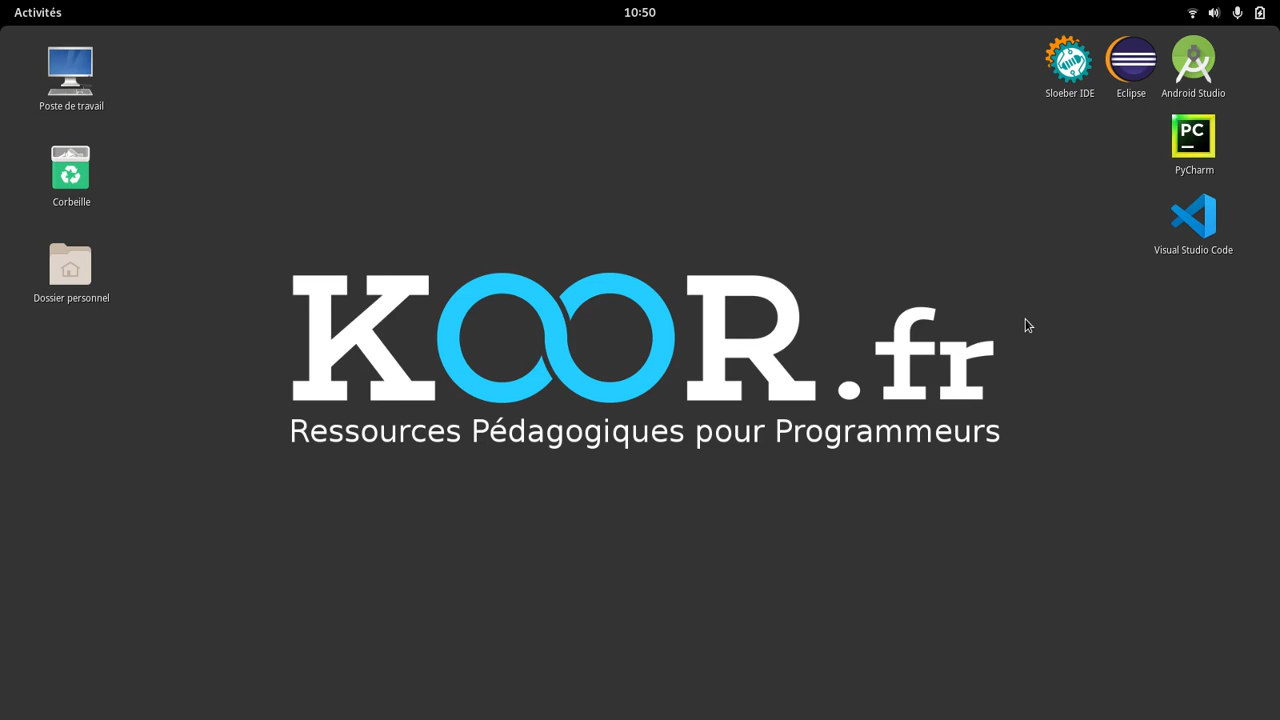 Activités
10:50
Poste de travail
Corbeille
Dossier personnel
Sloeber IDE
Eclipse
Android Studio
PC
PyCharm
Visual Studio Code
KOOR.fr
Ressources Pédagogiques pour Programmeurs